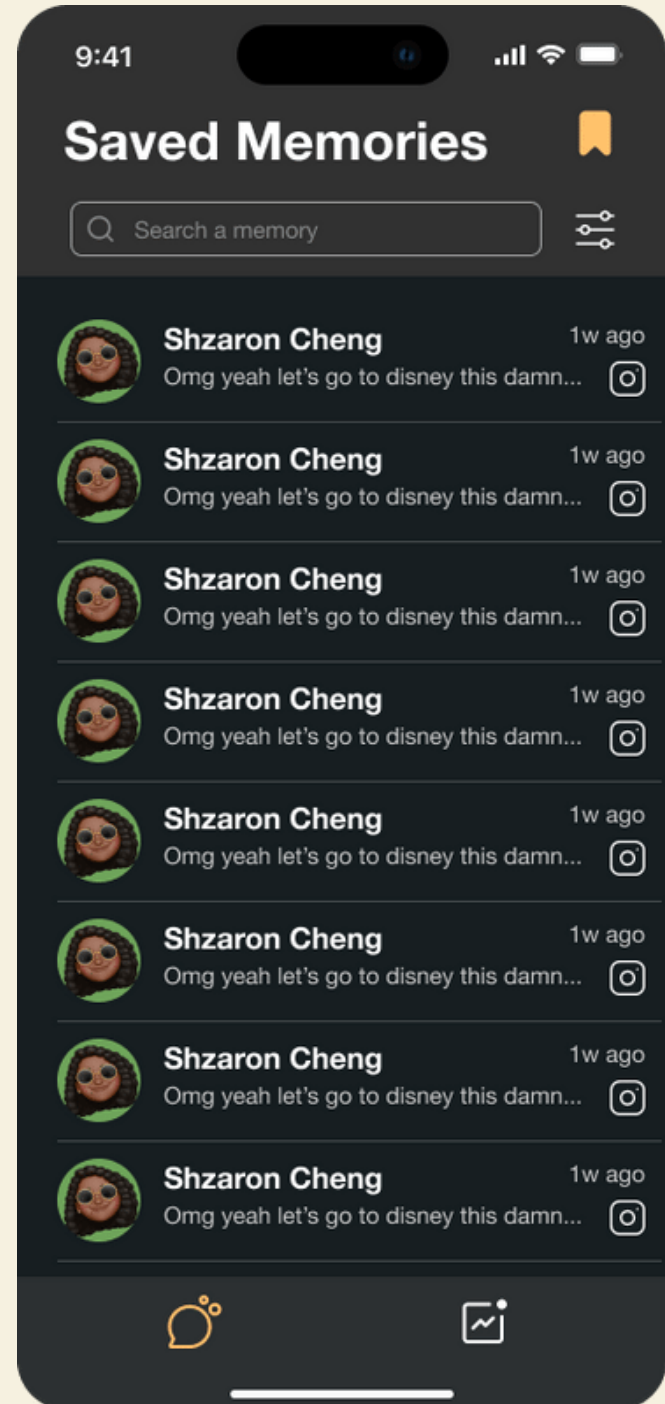 9:41
Saved Memories
Search a memory
Shzaron Cheng 1w ago
Omg yeah let’s go to disney this damn...
Shzaron Cheng 1w ago
Omg yeah let’s go to disney this damn...
Shzaron Cheng 1w ago
Omg yeah let’s go to disney this damn...
Shzaron Cheng 1w ago
Omg yeah let’s go to disney this damn...
Shzaron Cheng 1w ago
Omg yeah let’s go to disney this damn...
Shzaron Cheng 1w ago
Omg yeah let’s go to disney this damn...
Shzaron Cheng 1w ago
Omg yeah let’s go to disney this damn...
Shzaron Cheng 1w ago
Omg yeah let’s go to disney this damn...